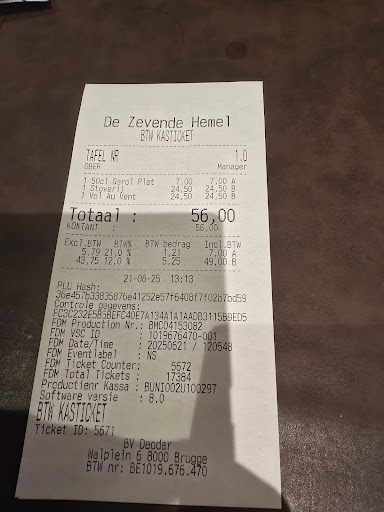 De Zevende Hemel
BTW KASTICKET
TAFEL NR 1.0
OBER Manager
1 50cl Gerol Plat 7,00 7,00 A
1 Stoverij 24,50 24,50 B
1 Vol Au Vent 24,50 24,50 B
Totaal : 56,00
KONTANT : 56,00
Excl.BTW BTW% BTW bedrag Incl.BTW
5,79 21,0 % 1,21 7,00 A
43,75 12,0 % 5,25 49,00 B
21-06-25 13:13
PLU Hash:
36e457b33835876e41252e57f6408f7f02b7bd59
Controle gegevens:
FC3C232E5B5BEFC40E7A134A1A1AADB3115B9ED5
FDM Production Nr.: BMC04153082
FDM VSC ID : 1019676470-001
FDM Date/Time : 20250621 / 120548
FDM Eventlabel : NS
FDM Ticket Counter: 5672
FDM Total Tickets : 17384
Productienr Kassa : BUNI002U100297
Software versie : 8.0
BTW KASTICKET
Ticket ID: 5671
BV Deodar
Walplein 6 8000 Brugge
BTW nr: BE1019.676.470